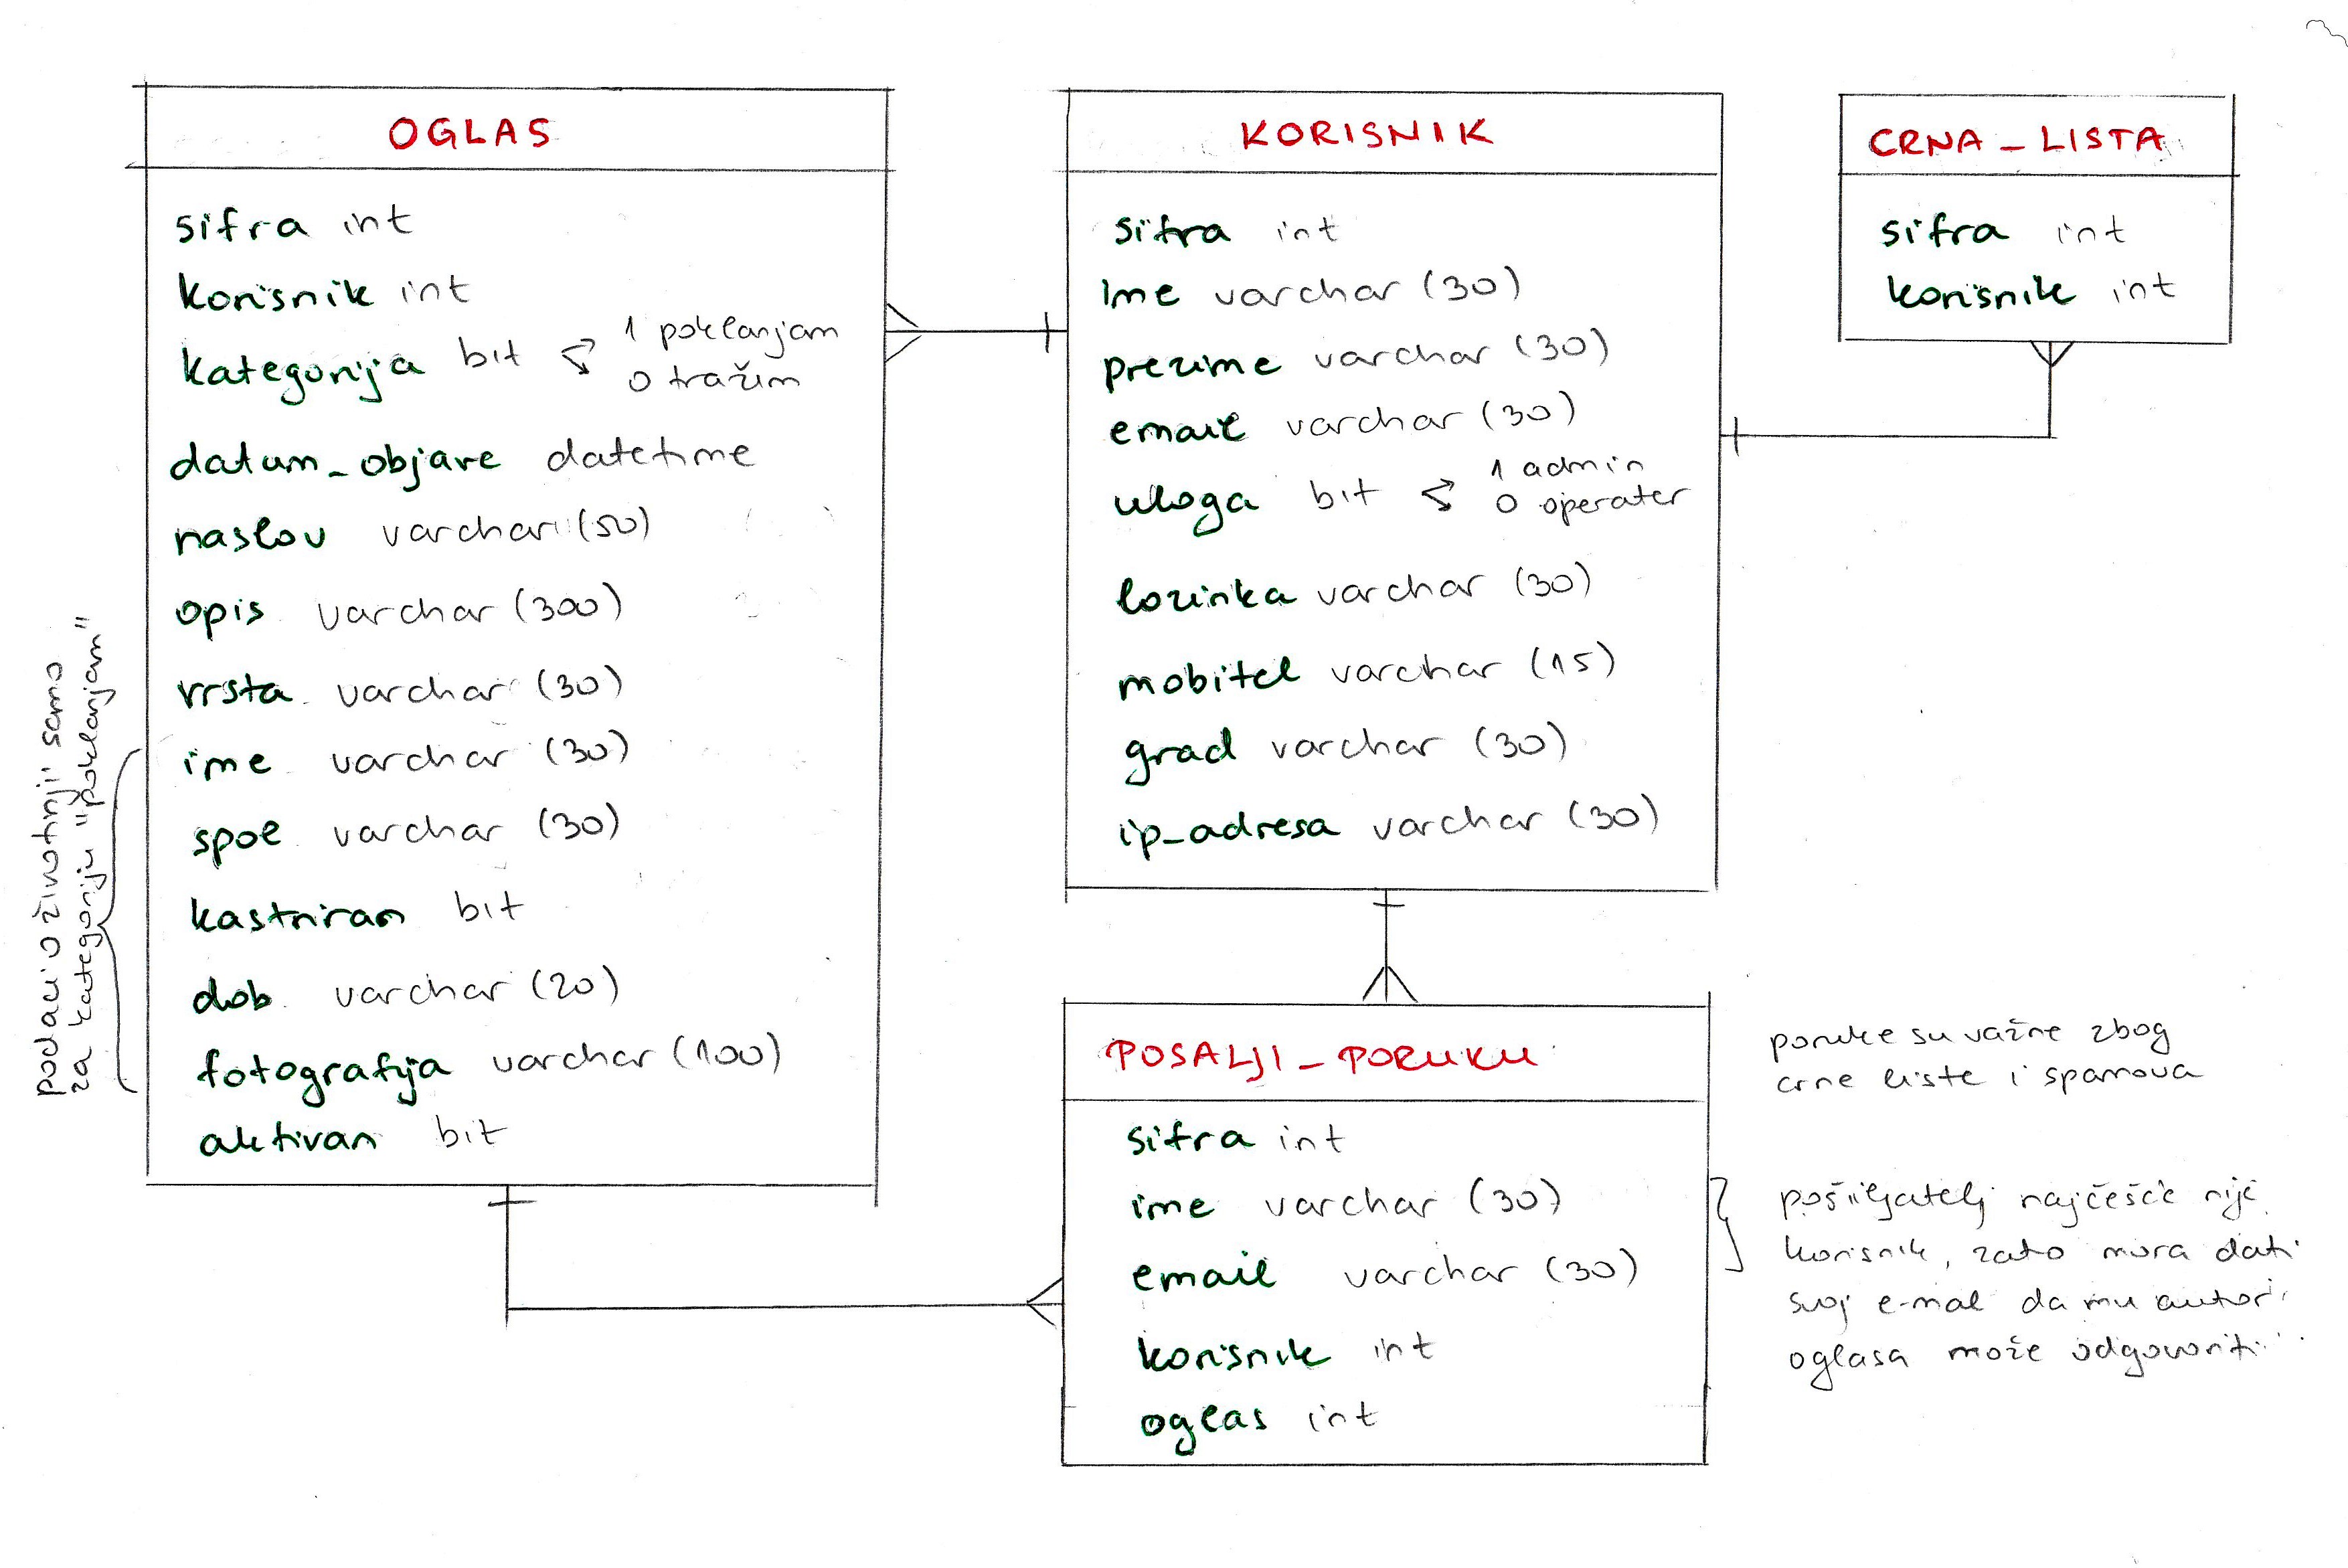 OGLAS
sifra int
korisnik int
kategorija bit 1 poklanjam
0 tražim
datum_objave datetime
naslov varchar (50)
opis varchar (300)
vrsta varchar (30)
ime varchar (30)
spol varchar (30)
kastriran bit
dob varchar (20)
fotografija varchar (100)
aktivan bit
podaci o životinji samo
za kategoriju "poklanjam"
KORISNIK
sifra int
ime varchar (30)
prezime varchar (30)
email varchar (30)
uloga bit 1 admin
0 operater
lozinka varchar (30)
mobitel varchar (15)
grad varchar (30)
ip_adresa varchar (30)
CRNA_LISTA
sifra int
korisnik int
POSALJI_PORUKU
sifra int
ime varchar (30)
email varchar (30)
korisnik int
oglas int
poruke su važne zbog
crne liste i spamova
pošiljatelj najčešće nije
korisnik, zato mora dati
svoj e-mail da mu autor
oglasa može odgovoriti